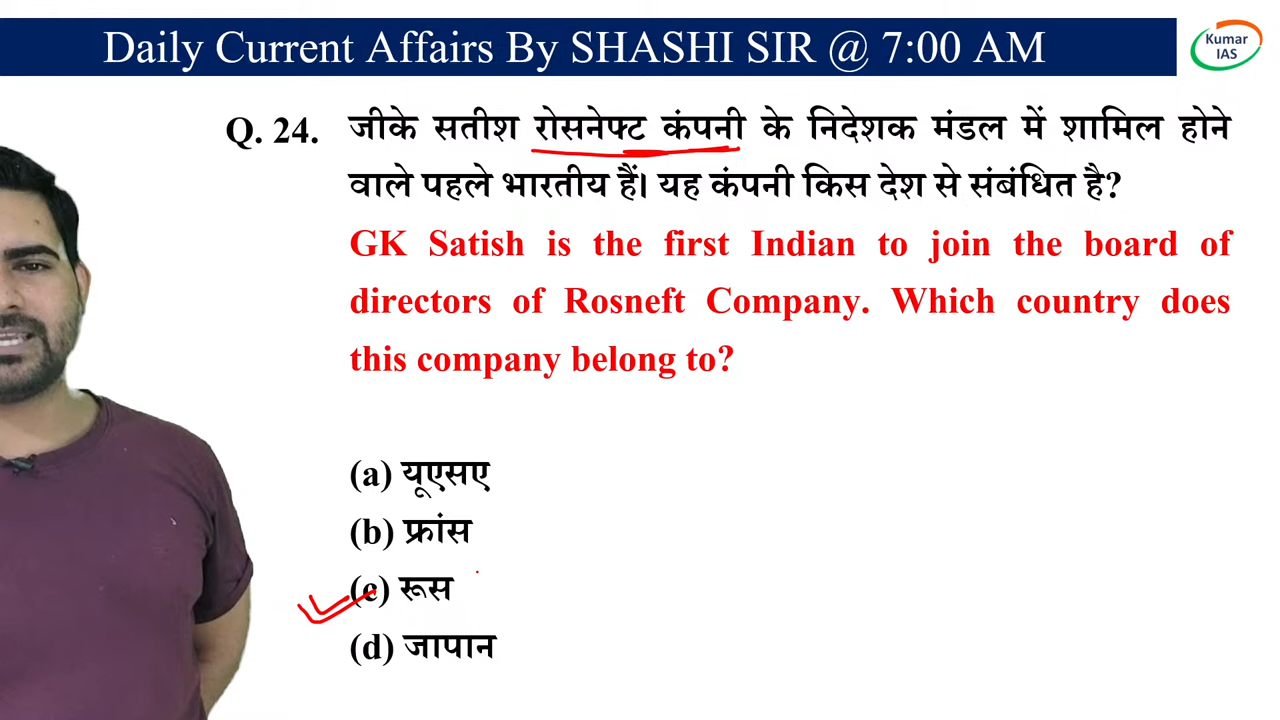 Daily Current Affairs By SHASHI SIR @ 7:00 AM
Kumar
IAS
Q. 24. जीके सतीश रोसनेफ्ट कंपनी के निदेशक मंडल में शामिल होने
वाले पहले भारतीय हैं। यह कंपनी किस देश से संबंधित है?
GK Satish is the first Indian to join the board of
directors of Rosneft Company. Which country does
this company belong to?
(a) यूएसए
(b) फ्रांस
(c) रूस
(d) जापान